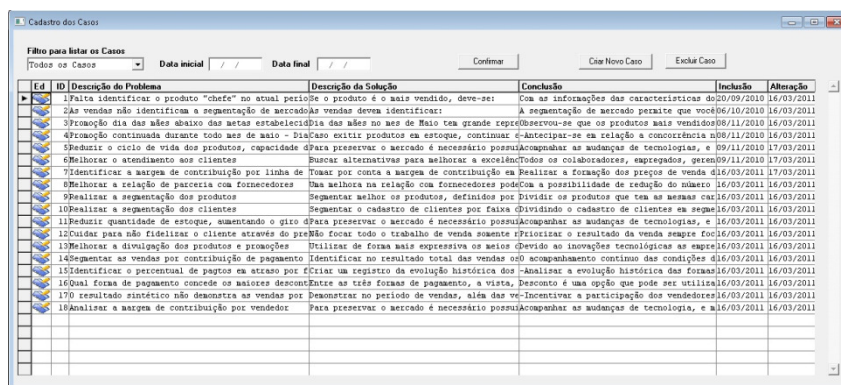 Cadastro dos Casos
Filtro para listar os Casos
Todos os Casos Data inicial / / Data final / / Confirmar Criar Novo Caso Excluir Caso
Ed ID Descrição do Problema Descrição da Solução Conclusão Inclusão Alteração
1 Falta identificar o produto "chefe" no atual perio Se o produto é o mais vendido, deve-se: Com as informações das características do 20/09/2010 16/03/2011
2 As vendas não identificam a segmentação de mercado As vendas devem identificar: A segmentação de mercado permite que você 06/10/2010 16/03/2011
3 Promoção dia das mães abaixo das metas estabelecid Dia das mães no mes de Maio tem grande repre Observou-se que os produtos mais vendidos 08/11/2010 16/03/2011
4 Promoção continuada durante todo mes de maio - Dia Caso exitir produtos em estoque, continuar a -Antecipar-se em relação a concorrência n 08/11/2010 16/03/2011
5 Reduzir o ciclo de vida dos produtos, capacidade d Para preservar o mercado é necessário possui Acompanhar as mudanças de tecnologias, e 09/11/2010 17/03/2011
6 Melhorar o atendimento aos clientes Buscar alternativas para melhorar a excelênc Todos os colaboradores, empregados, geren 09/11/2010 17/03/2011
7 Identificar a margem de contribuição por linha de Tomar por conta a margem de contribuição em Realizar a formação dos preços de venda d 16/03/2011 16/03/2011
8 Melhorar a relação de parceria com fornecedores Uma melhora na relação com fornecedores pode Com a possibilidade de redução do número 16/03/2011 16/03/2011
9 Realizar a segmentação dos produtos Segmentar melhor os produtos, definidos por Dividir os produtos que tem as mesmas car 16/03/2011 16/03/2011
10 Realizar a segmentação dos clientes Segmentar o cadastro de clientes por faixa d Dividindo o cadastro de clientes em segme 16/03/2011 16/03/2011
11 Reduzir quantidade de estoque, aumentando o giro d Para preservar o mercado é necessário possui Acompanhar as mudanças de tecnologia, e m 16/03/2011 16/03/2011
12 Cuidar para não fidelizar o cliente através do pre Não focar todo o trabalho de venda somente n Priorizar o resultado da venda sempre foc 16/03/2011 16/03/2011
13 Melhorar a divulgação dos produtos e promoções Utilizar de forma mais expressiva os meios d Devido ao inovações tecnológicas as empre 16/03/2011 16/03/2011
14 Segmentar as vendas por contribuição de pagamento Identificar no resultado total das vendas os O acompanhamento contínuo das condições d 16/03/2011 16/03/2011
15 Identificar o percentual de pagtos em atraso por f Criar um registro da evolução histórica dos -Analisar a evolução histórica das formas 16/03/2011 16/03/2011
16 Qual forma de pagamento concede os maiores descont Entre as três formas de pagamento, a vista, Desconto é uma opção que pode ser utiliza 16/03/2011 16/03/2011
17 O resultado sintético não demonstra as vendas por Demonstrar no período de vendas, além das ve -Incentivar a participação dos vendedores 16/03/2011 16/03/2011
18 Analisar a margem de contribuição por vendedor Para preservar o mercado é necessário possui Acompanhar as mudanças de tecnologia, e m 16/03/2011 16/03/2011